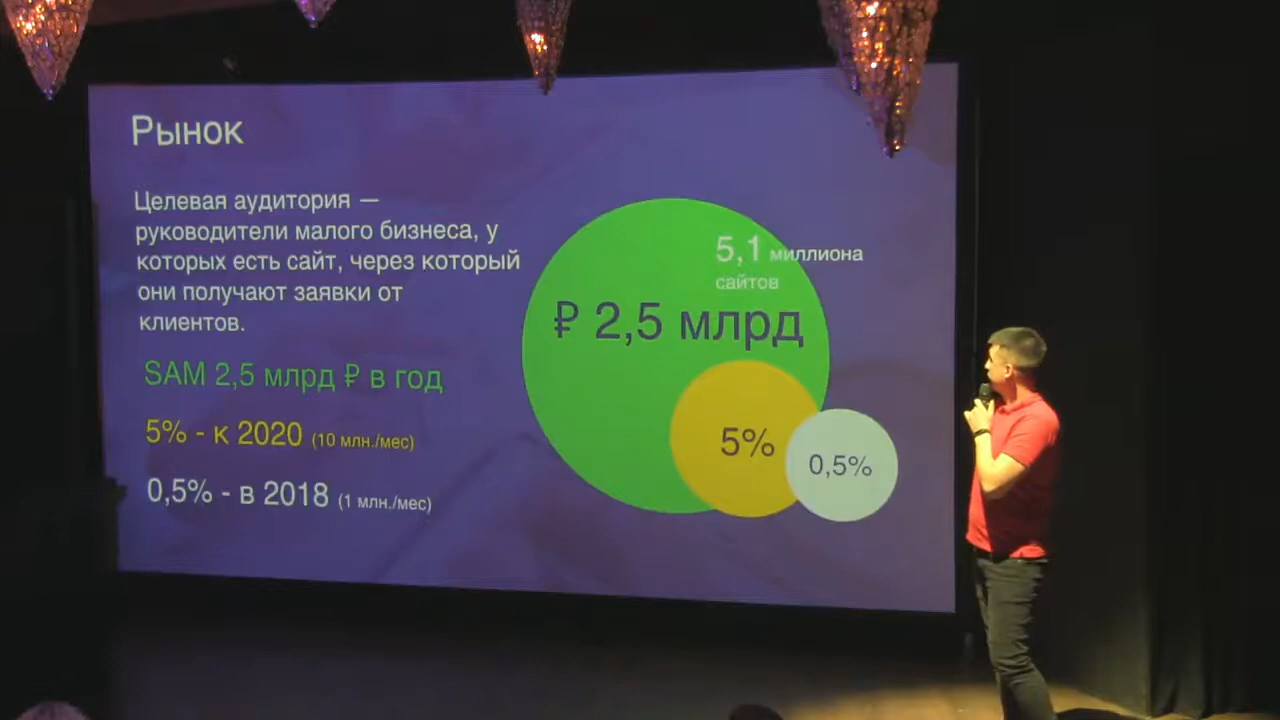 Рынок
Целевая аудитория —
руководители малого бизнеса, у
которых есть сайт, через который
они получают заявки от
клиентов.
SAM 2,5 млрд ₽ в год
5% - к 2020 (10 млн./мес)
0,5% - в 2018 (1 млн./мес)
5,1 миллиона
сайтов
₽ 2,5 млрд
5%
0,5%